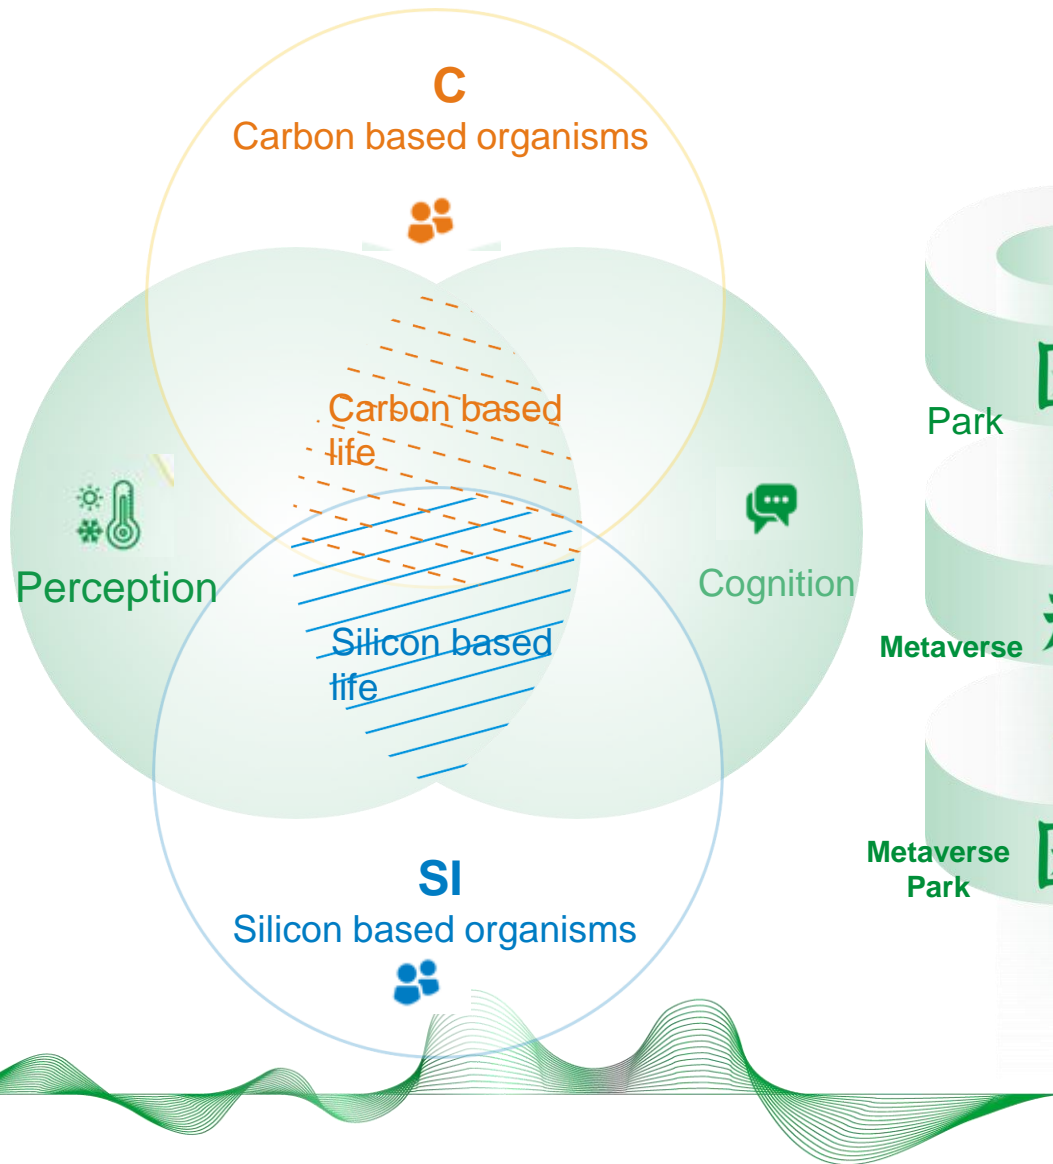 C
Carbon based organisms
Carbon based
life
Perception
Cognition
Silicon based
life
SI
Silicon based organisms
Park
Metaverse
Metaverse
Park